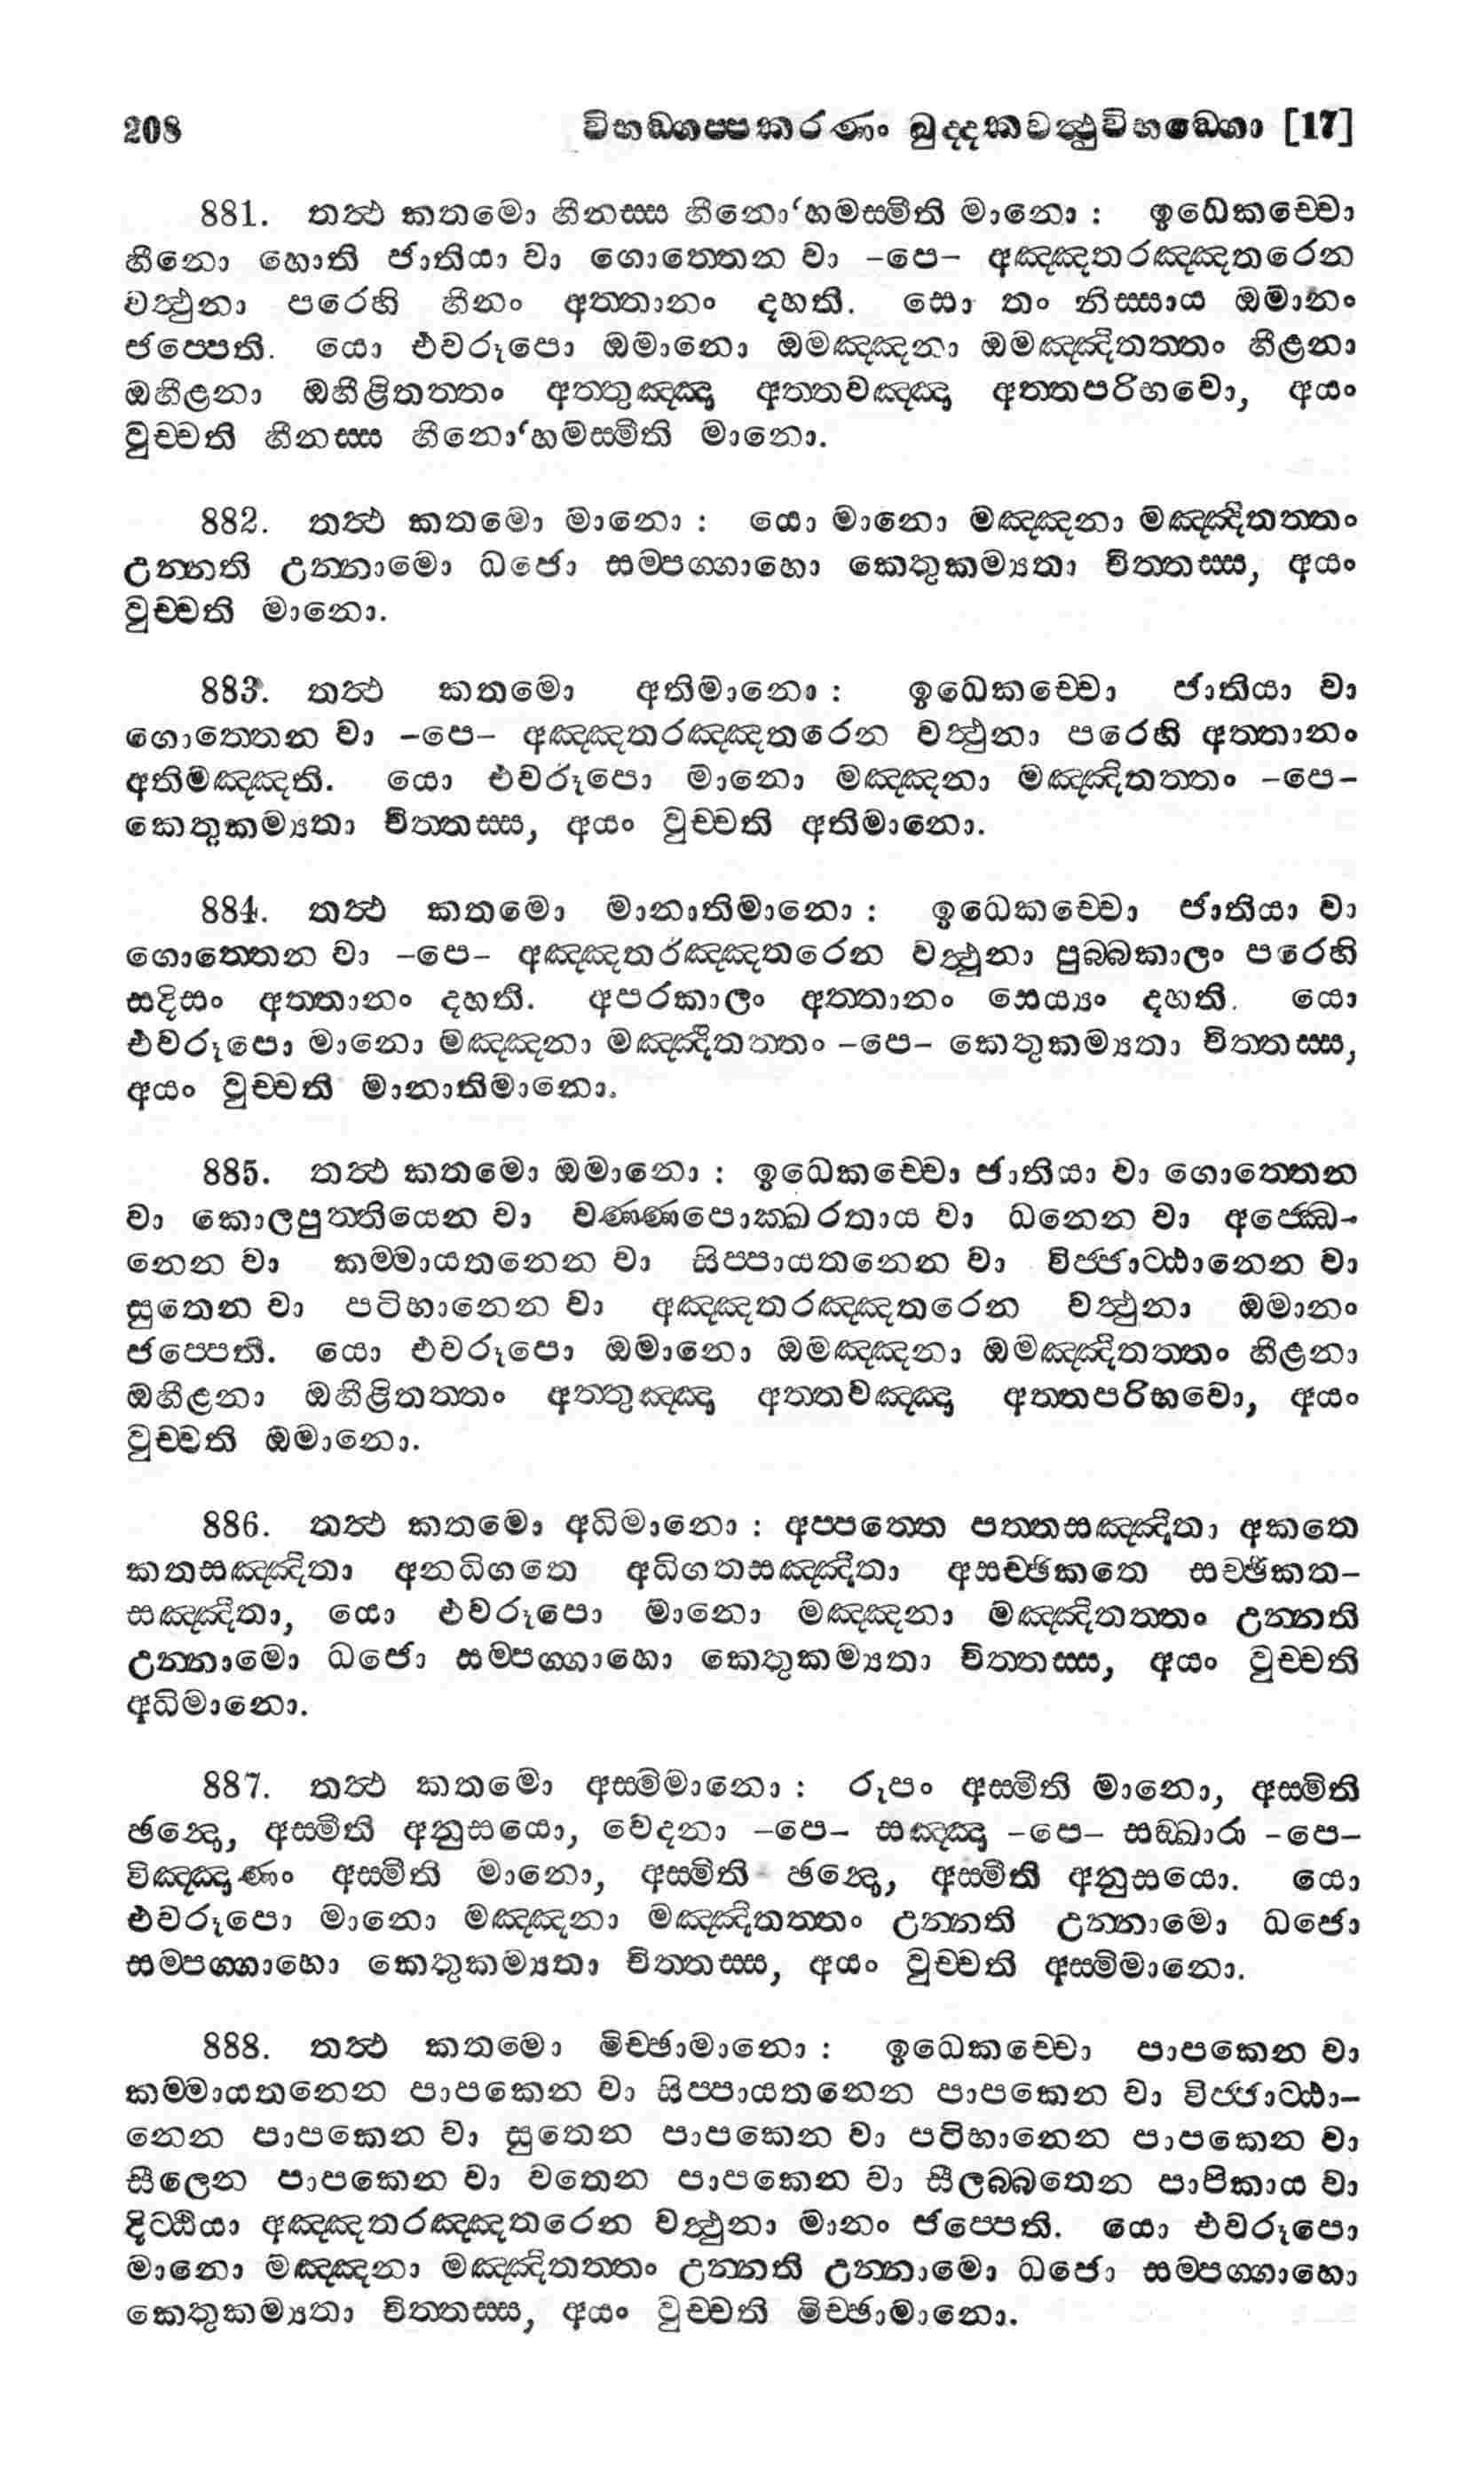 208 විභඞ්ගප්පකරණං ඛුද්දකවත්ථුවිභඞ්ගො [17]
881. තත්ථ කතමො හීනස්ස හීනො‘හමස්මීති මානො : ඉධෙකච්චො
හීනො හොති ජාතියා වා ගොත්තෙන වා –පෙ– අඤ්ඤතරඤ්ඤතරෙන
වත්ථුනා පරෙහි හීනං අත්තානං දහති. සො තං නිස්සාය ඔමානං
ජප්පෙති. යො එවරූපො ඔමානො ඔමඤ්ඤනා ඔමඤ්ඤිතත්තං හීළනා
ඔහීළනා ඔහීළිතත්තං අත්තුඤ්ඤා අත්තවඤ්ඤා අත්තපරිභවො, අයං
වුච්චති හීනස්ස හීනො‘හමස්මීති මානො.
882. තත්ථ කතමො මානො : යො මානො මඤ්ඤනා මඤ්ඤිතත්තං
උන්නති උන්නාමො ධජො සම්පග්ගාහො කෙතුකම්යතා චිත්තස්ස, අයං
වුච්චති මානො.
883. තත්ථ කතමො අතිමානො : ඉධෙකච්චො ජාතියා වා
ගොත්තෙන වා –පෙ– අඤ්ඤතරඤ්ඤතරෙන වත්ථුනා පරෙහි අත්තානං
අතිමඤ්ඤති. යො එවරූපො මානො මඤ්ඤනා මඤ්ඤිතත්තං –පෙ–
කෙතුකම්යතා චිත්තස්ස, අයං වුච්චති අතිමානො.
884. තත්ථ කතමො මානාතිමානො : ඉධෙකච්චො ජාතියා වා
ගොත්තෙන වා –පෙ– අඤ්ඤතරඤ්ඤතරෙන වත්ථුනා පුබ්බකාලං පරෙහි
සදිසං අත්තානං දහති. අපරකාලං අත්තානං සෙය්‍යං දහති. යො
එවරූපො මානො මඤ්ඤනා මඤ්ඤිතත්තං –පෙ– කෙතුකම්යතා චිත්තස්ස,
අයං වුච්චති මානාතිමානො.
885. තත්ථ කතමො ඔමානො : ඉධෙකච්චො ජාතියා වා ගොත්තෙන
වා කොලපුත්තියෙන වා වණ්ණපොක්ඛරතාය වා ධනෙන වා අජ්ඣෙ-
නෙන වා කම්මායතනෙන වා සිප්පායතනෙන වා විජ්ජාට්ඨානෙන වා
සුතෙන වා පටිභානෙන වා අඤ්ඤතරඤ්ඤතරෙන වත්ථුනා ඔමානං
ජප්පෙති. යො එවරූපො ඔමානො ඔමඤ්ඤනා ඔමඤ්ඤිතත්තං හීළනා
ඔහීළනා ඔහීළිතත්තං අත්තුඤ්ඤා අත්තවඤ්ඤා අත්තපරිභවො, අයං
වුච්චති ඔමානො.
886. තත්ථ කතමො අධිමානො : අප්පත්තෙ පත්තසඤ්ඤිතා අකතෙ
කතසඤ්ඤිතා අනධිගතෙ අධිගතසඤ්ඤිතා අසච්ඡිකතෙ සච්ඡිකත-
සඤ්ඤිතා, යො එවරූපො මානො මඤ්ඤනා මඤ්ඤිතත්තං උන්නති
උන්නාමො ධජො සම්පග්ගාහො කෙතුකම්යතා චිත්තස්ස, අයං වුච්චති
අධිමානො.
887. තත්ථ කතමො අස්මිමානො : රූපං අස්මීති මානො, අස්මීති
ඡන්දො, අස්මීති අනුසයො, වෙදනා –පෙ– සඤ්ඤා –පෙ– සඞ්ඛාරා –පෙ–
විඤ්ඤාණං අස්මීති මානො, අස්මීති ඡන්දො, අස්මීති අනුසයො. යො
එවරූපො මානො මඤ්ඤනා මඤ්ඤිතත්තං උන්නති උන්නාමො ධජො
සම්පග්ගාහො කෙතුකම්යතා චිත්තස්ස, අයං වුච්චති අස්මිමානො.
888. තත්ථ කතමො මිච්ඡාමානො : ඉධෙකච්චො පාපකෙන වා
කම්මායතනෙන පාපකෙන වා සිප්පායතනෙන පාපකෙන වා විජ්ජාට්ඨා-
නෙන පාපකෙන වා සුතෙන පාපකෙන වා පටිභානෙන පාපකෙන වා
සීලෙන පාපකෙන වා වතෙන පාපකෙන වා සීලබ්බතෙන පාපිකාය වා
දිට්ඨියා අඤ්ඤතරඤ්ඤතරෙන වත්ථුනා මානං ජප්පෙති. යො එවරූපො
මානො මඤ්ඤනා මඤ්ඤිතත්තං උන්නති උන්නාමො ධජො සම්පග්ගාහො
කෙතුකම්යතා චිත්තස්ස, අයං වුච්චති මිච්ඡාමානො.